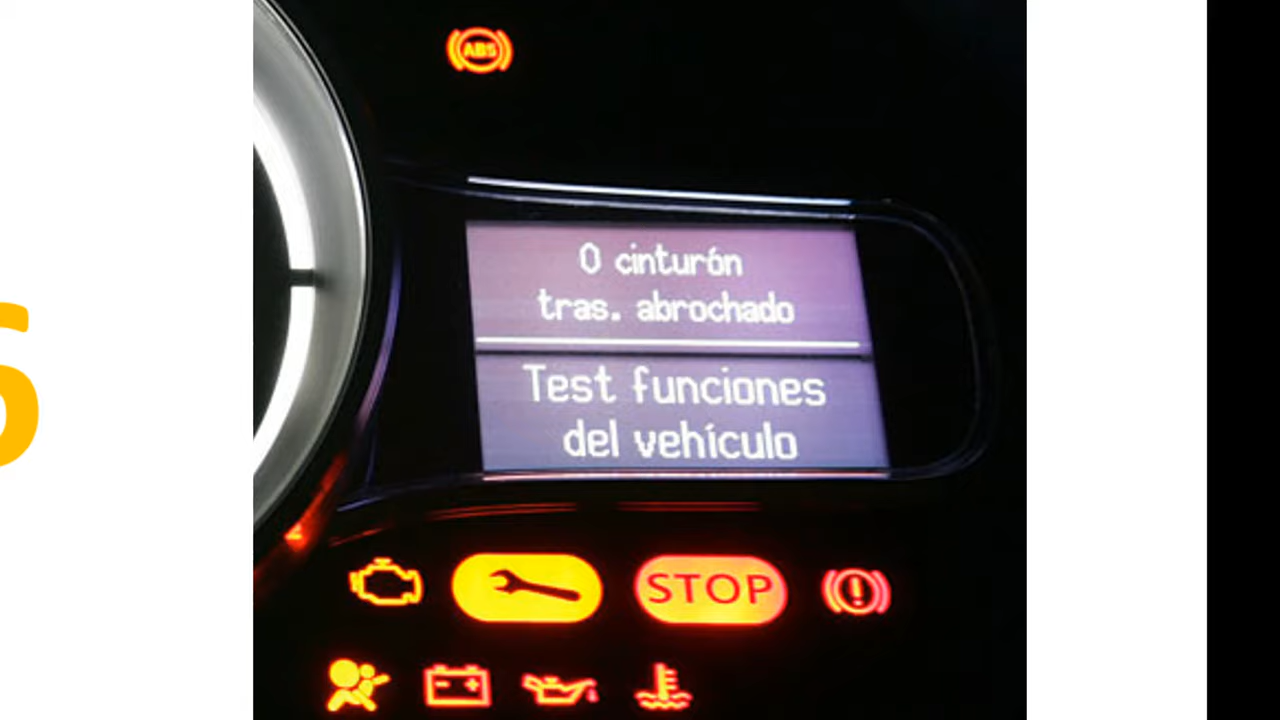 ABS
0 cinturón
tras. abrochado
Test funciones
del vehículo
STOP